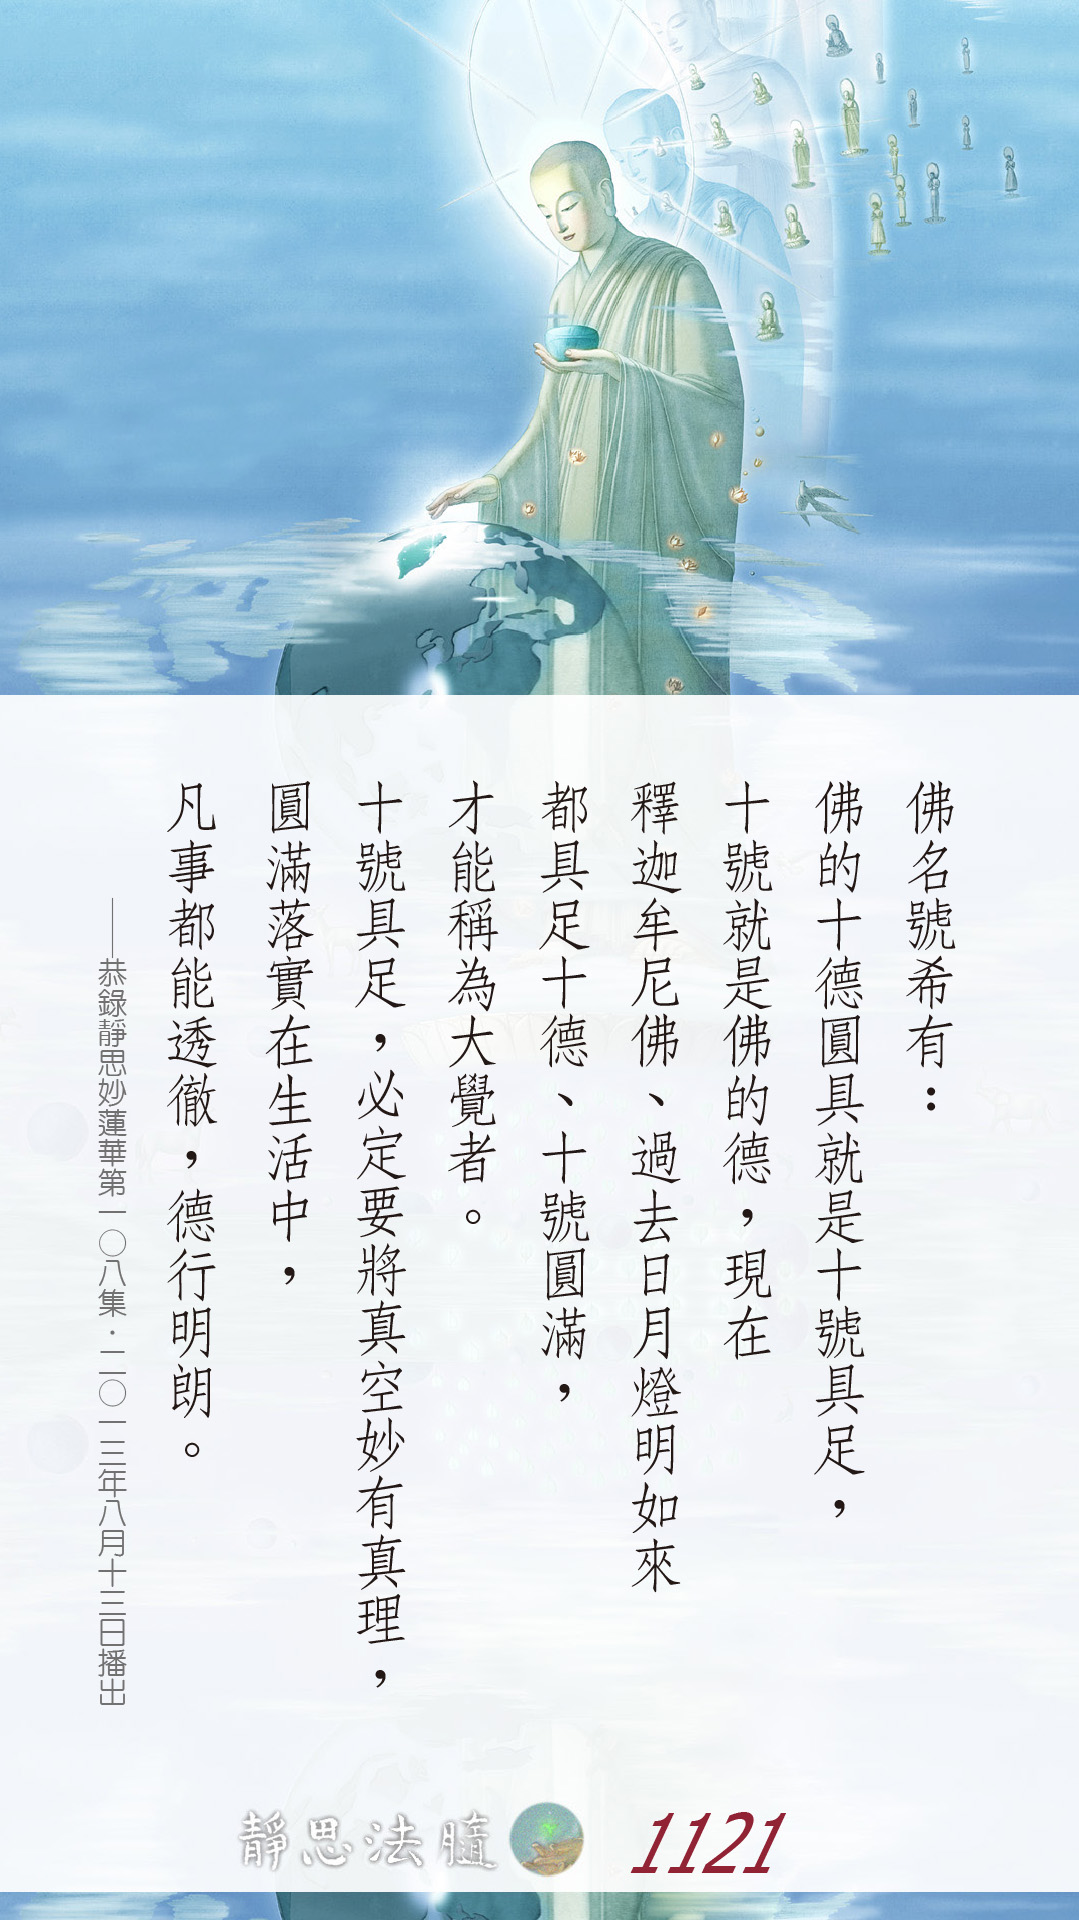 佛名號希有：
佛的十德圓具就是十號具足，
十號就是佛的德，現在
釋迦牟尼佛、過去日月燈明如來
都具足十德、十號圓滿，
才能稱為大覺者。
十號具足，必定要將真空妙有真理，
圓滿落實在生活中，
凡事都能透徹，德行明朗。
——恭錄靜思妙蓮華第一〇八集．二〇一三年八月十三日播出
靜思法髓 1121